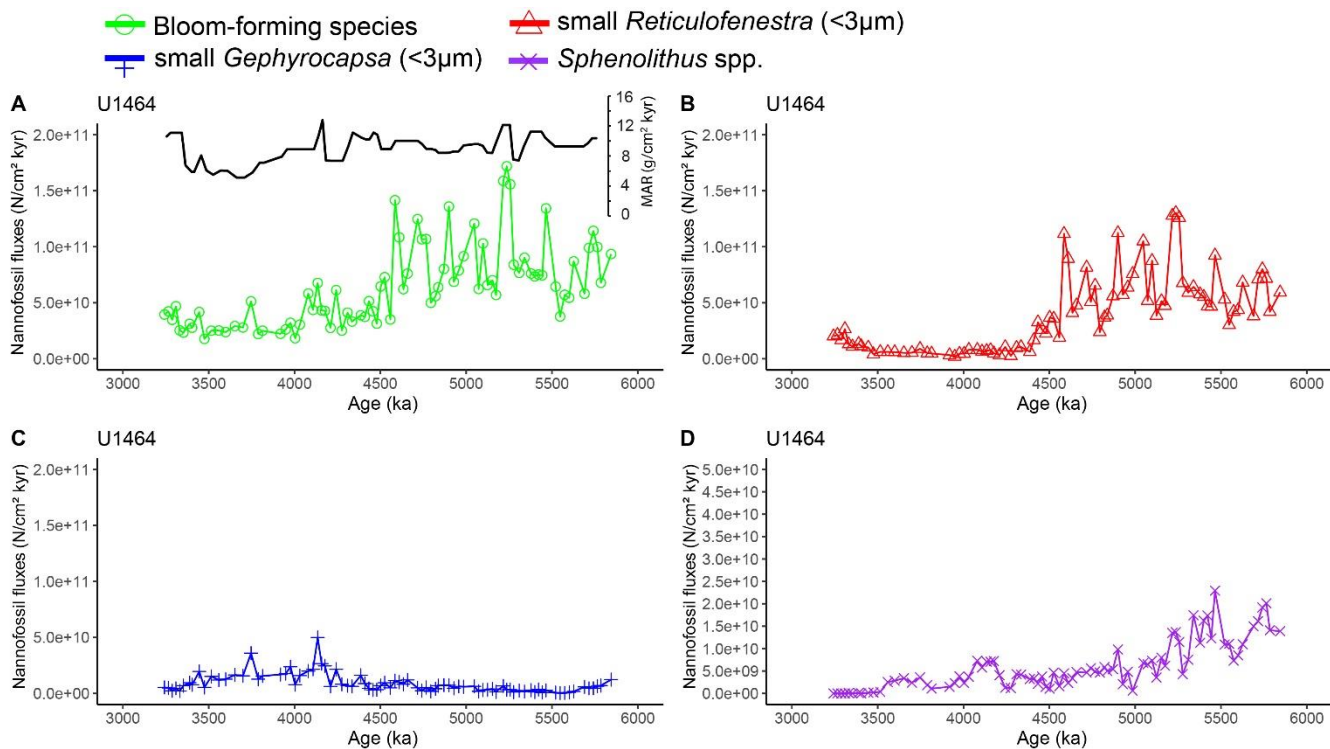 Bloom-forming species
small Reticulofenestra (<3µm)
small Gephyrocapsa (<3µm)
Sphenolithus spp.
A
U1464
Nannofossil fluxes (N/cm² kyr)
2.0e+11
1.5e+11
1.0e+11
5.0e+10
0.0e+00
16
12
8
4
0
MAR (g/cm² kyr)
3000 3500 4000 4500 5000 5500 6000
Age (ka)
B
U1464
Nannofossil fluxes (N/cm² kyr)
2.0e+11
1.5e+11
1.0e+11
5.0e+10
0.0e+00
3000 3500 4000 4500 5000 5500 6000
Age (ka)
C
U1464
Nannofossil fluxes (N/cm² kyr)
2.0e+11
1.5e+11
1.0e+11
5.0e+10
0.0e+00
3000 3500 4000 4500 5000 5500 6000
Age (ka)
D
U1464
Nannofossil fluxes (N/cm² kyr)
5.0e+10
4.5e+10
4.0e+10
3.5e+10
3.0e+10
2.5e+10
2.0e+10
1.5e+10
1.0e+10
5.0e+09
0.0e+00
3000 3500 4000 4500 5000 5500 6000
Age (ka)